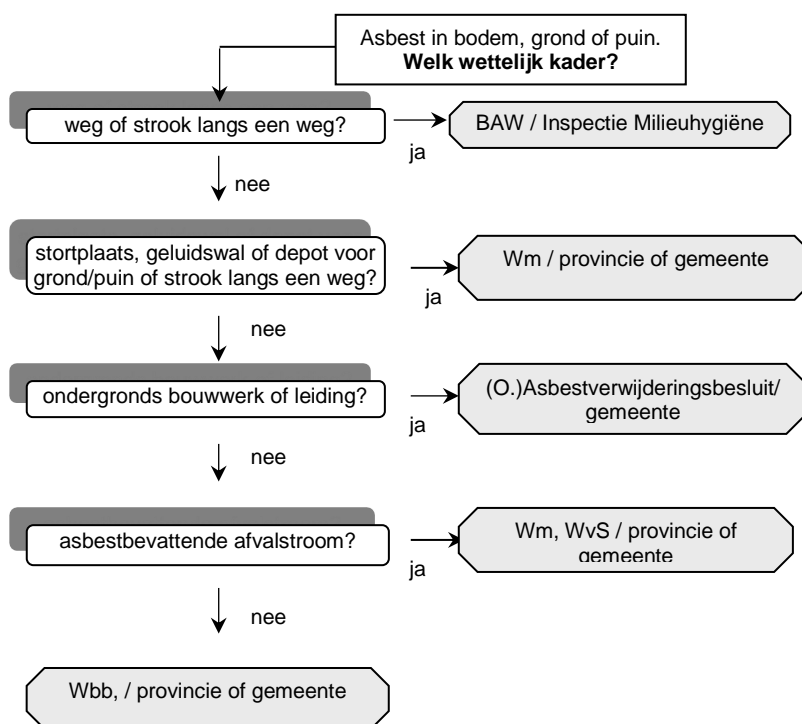 Asbest in bodem, grond of puin.
Welk wettelijk kader?
weg of strook langs een weg?
ja
BAW / Inspectie Milieuhygiëne
nee
stortplaats, geluidswal of depot voor
grond/puin of strook langs een weg?
ja
Wm / provincie of gemeente
nee
ondergronds bouwwerk of leiding?
ja
(O.)Asbestverwijderingsbesluit/
gemeente
nee
asbestbevattende afvalstroom?
ja
Wm, WvS / provincie of
gemeente
nee
Wbb, / provincie of gemeente